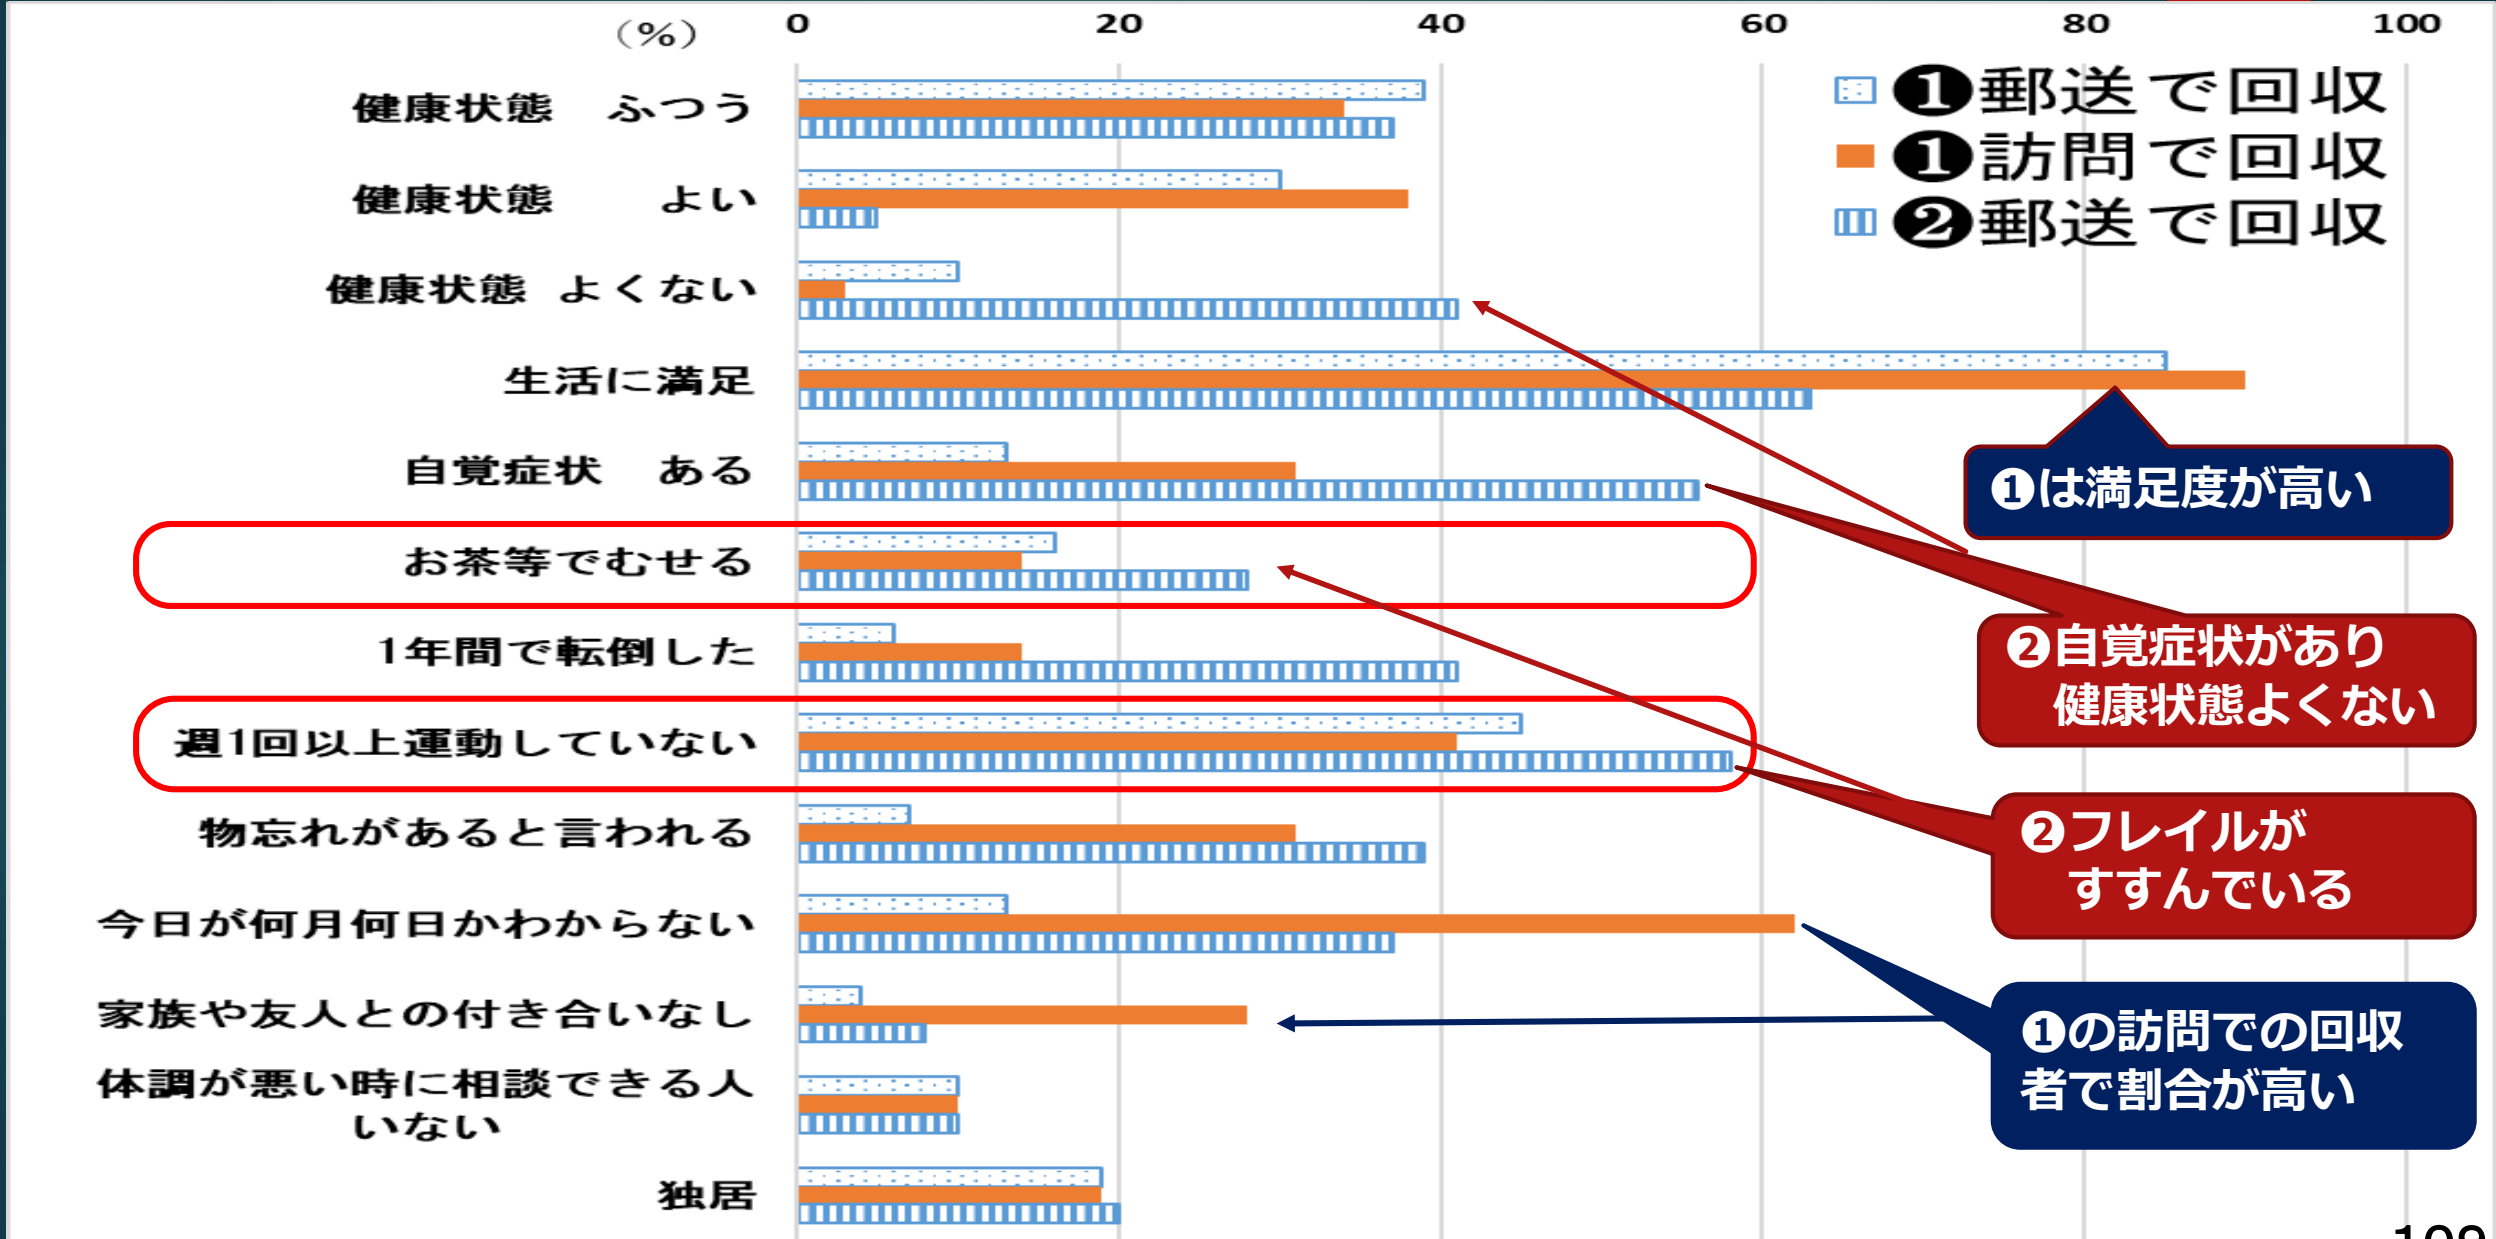 (%)
0 20 40 60 80 100
❶郵送で回収
❶訪問で回収
❷郵送で回収
健康状態　ふつう
健康状態　　よい
健康状態 よくない
生活に満足
自覚症状　ある
お茶等でむせる
1年間で転倒した
週1回以上運動していない
物忘れがあると言われる
今日が何月何日かわからない
家族や友人との付き合いなし
体調が悪い時に相談できる人
いない
独居
❶は満足度が高い
❷自覚症状があり
健康状態よくない
❷フレイルが
すすんでいる
❶の訪問での回収
者で割合が高い